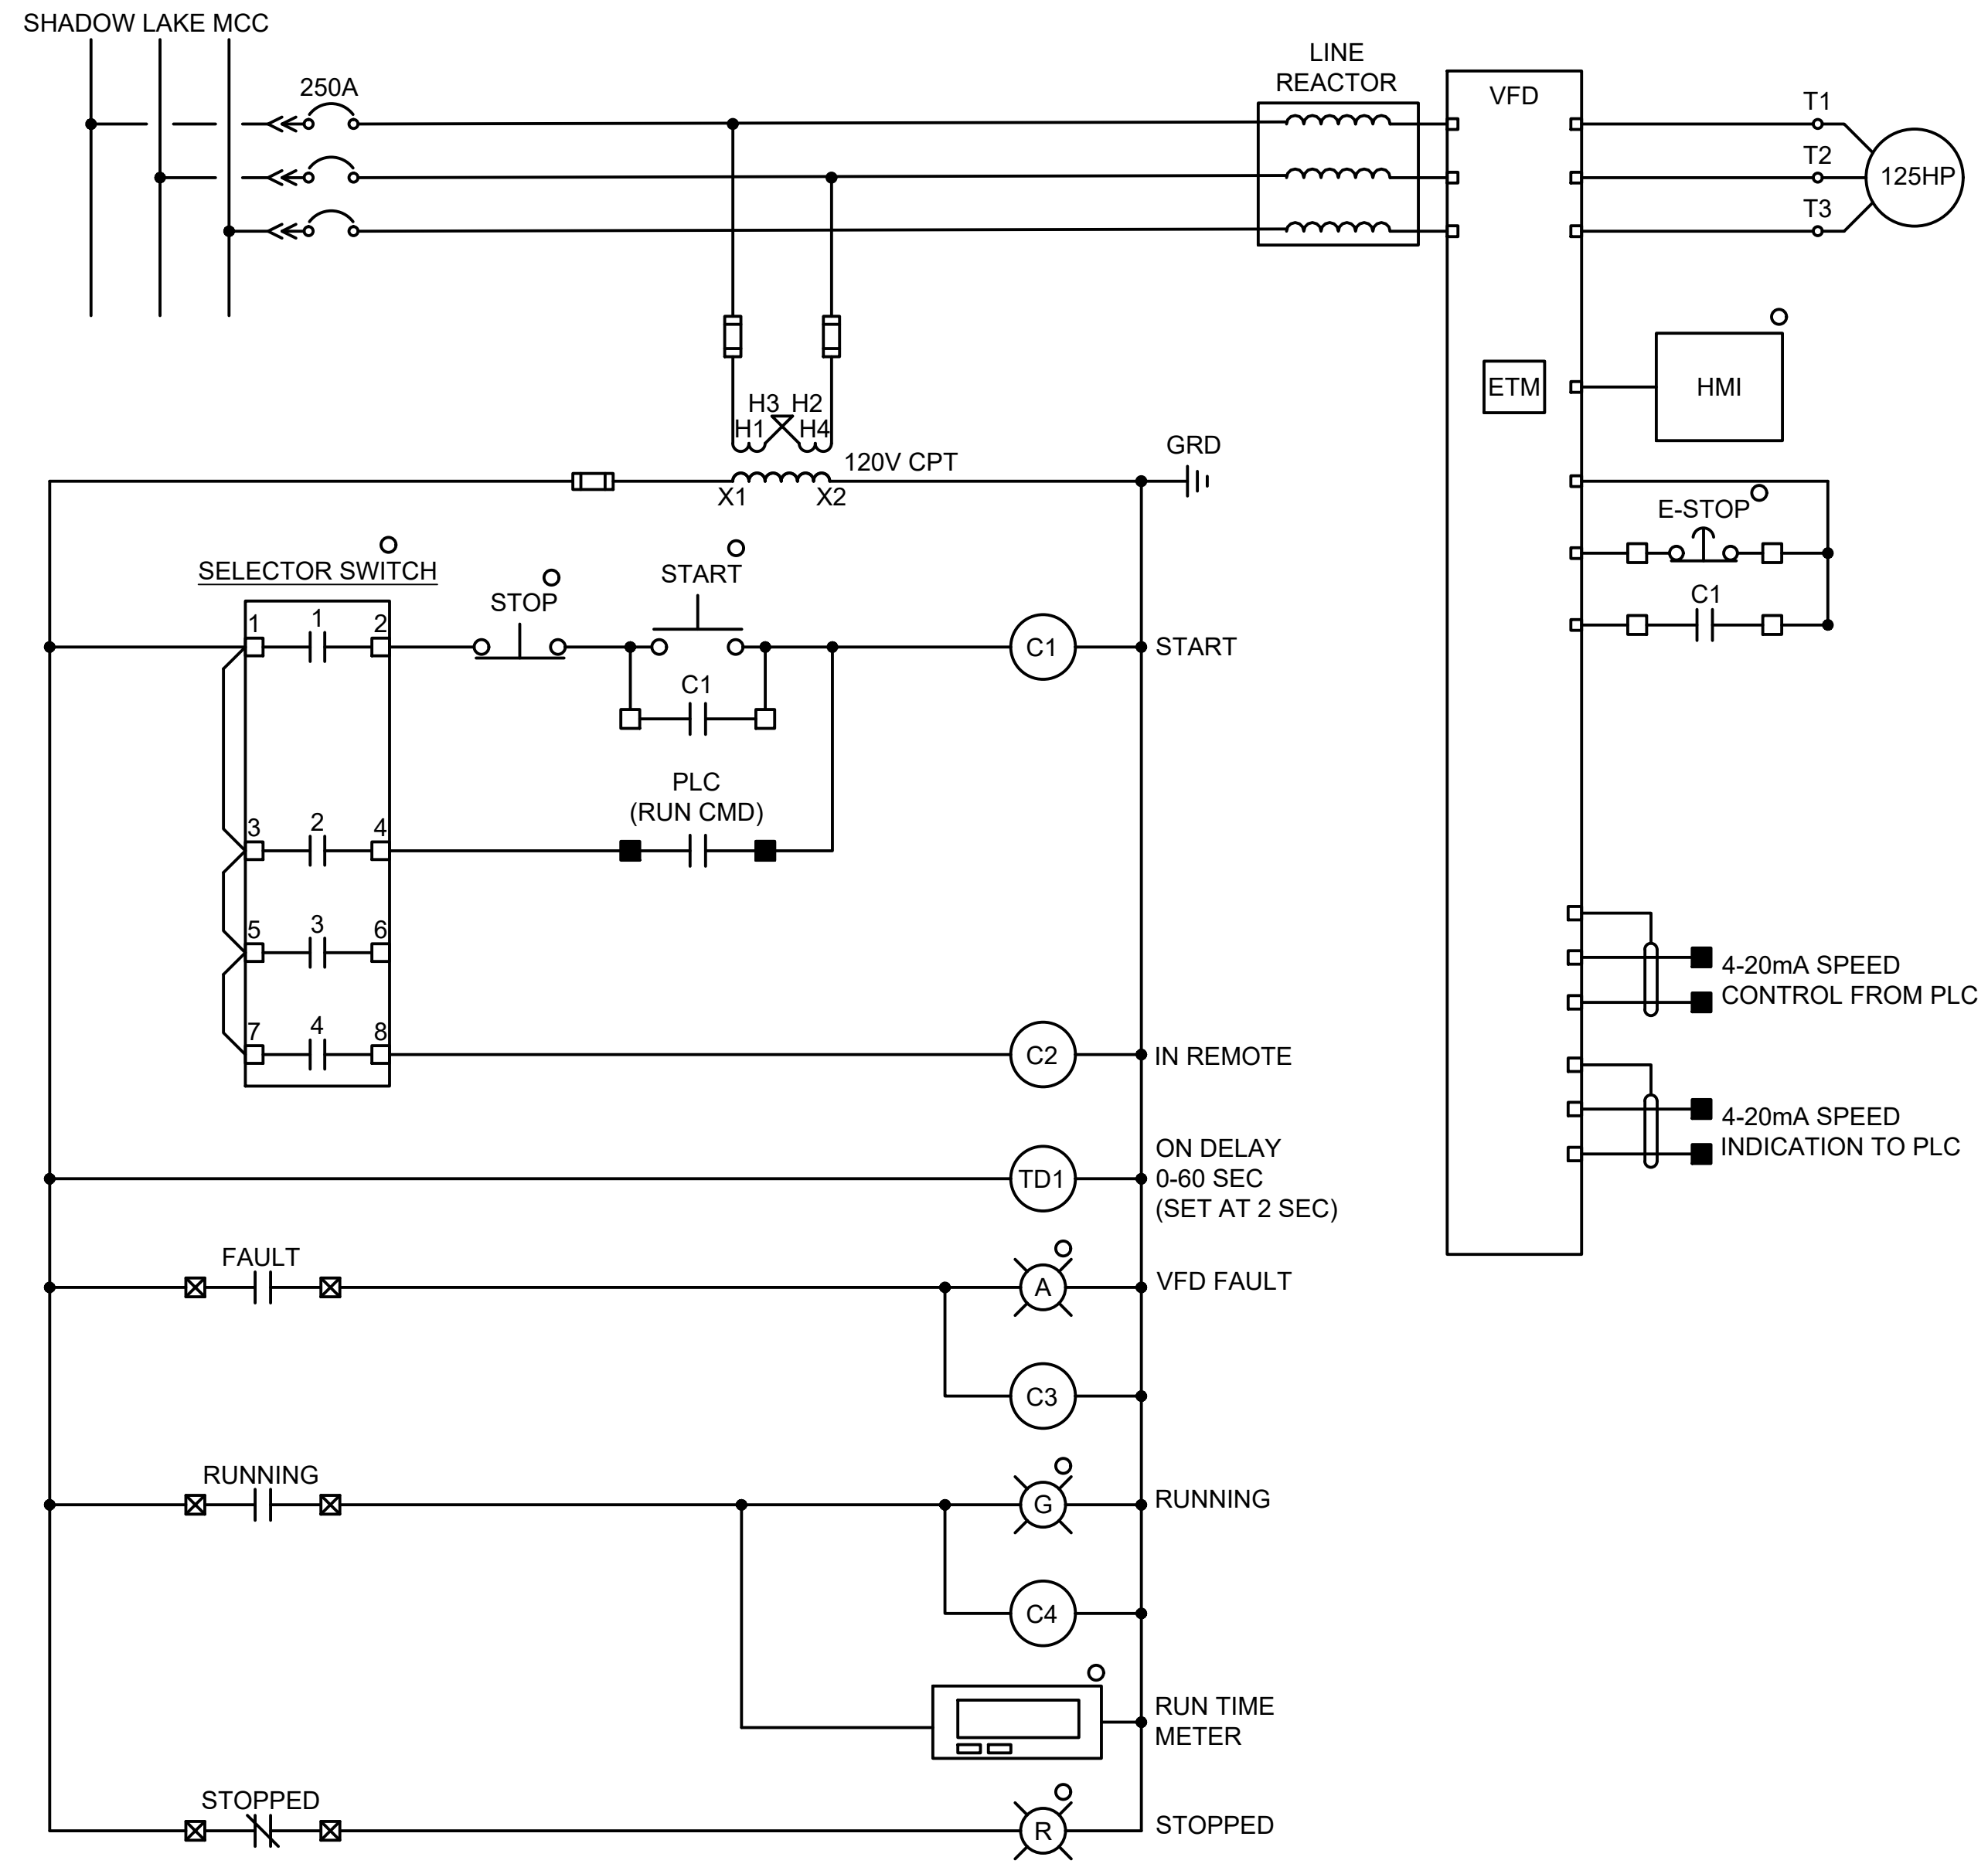 SHADOW LAKE MCC
250A
LINE
REACTOR
VFD
T1
T2
T3
125HP
ETM
HMI
H3 H2
H1 H4
120V CPT
X1 X2
GRD
E-STOP
C1
SELECTOR SWITCH
STOP
START
1 1 2
C1
START
C1
PLC
(RUN CMD)
3 2 4
5 3 6
7 4 8
C2
IN REMOTE
4-20mA SPEED
CONTROL FROM PLC
4-20mA SPEED
INDICATION TO PLC
TD1
ON DELAY
0-60 SEC
(SET AT 2 SEC)
FAULT
A
VFD FAULT
C3
RUNNING
G
RUNNING
C4
RUN TIME
METER
STOPPED
R
STOPPED